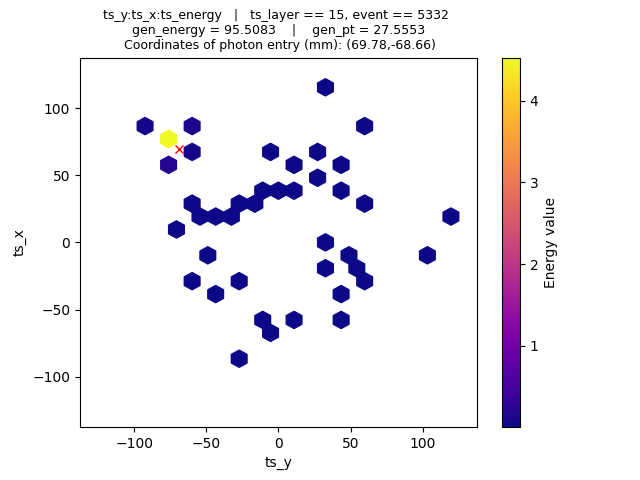 ts_y:ts_x:ts_energy | ts_layer == 15, event == 5332
gen_energy = 95.5083 | gen_pt = 27.5553
Coordinates of photon entry (mm): (69.78,-68.66)
100
50
0
−50
−100
ts_x
−100 −50 0 50 100
ts_y
4
3
2
1
Energy value